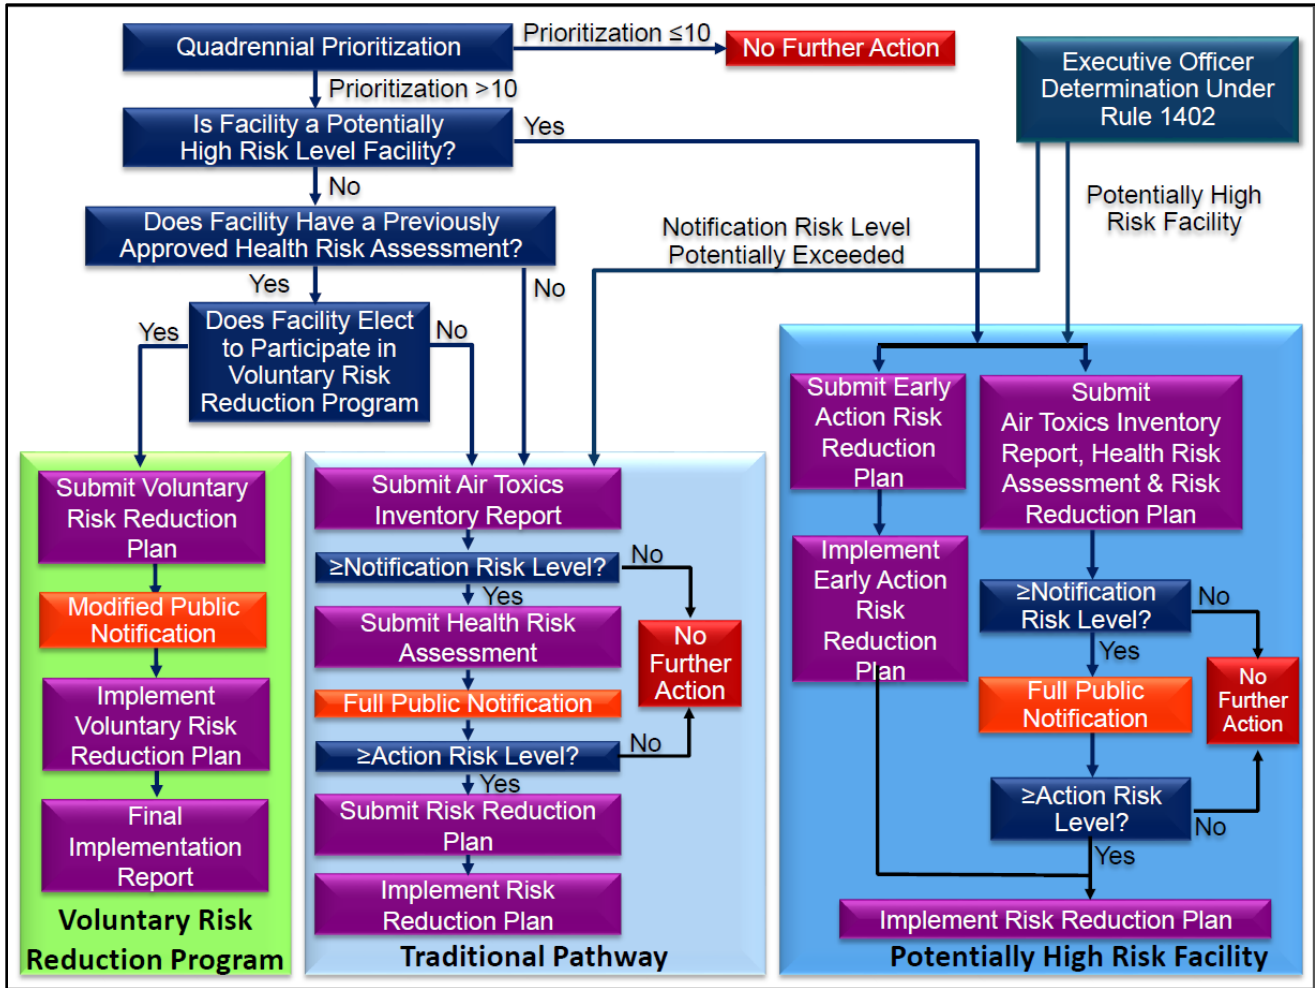 Quadrennial Prioritization
Prioritization ≤10
No Further Action
Executive Officer
Determination Under
Rule 1402
Prioritization >10
Is Facility a Potentially
High Risk Level Facility?
Yes
No
Potentially High
Risk Facility
Does Facility Have a Previously
Approved Health Risk Assessment?
Notification Risk Level
Potentially Exceeded
Yes
No
Does Facility Elect
to Participate in
Voluntary Risk
Reduction Program
Yes
No
Submit Voluntary
Risk Reduction
Plan
Modified Public
Notification
Implement
Voluntary Risk
Reduction Plan
Final
Implementation
Report
Voluntary Risk
Reduction Program
Submit Air Toxics
Inventory Report
≥Notification Risk Level?
No
Yes
Submit Health Risk
Assessment
Full Public Notification
≥Action Risk Level?
No
Yes
No
Further
Action
Submit Risk Reduction
Plan
Implement Risk
Reduction Plan
Traditional Pathway
Submit Early
Action Risk
Reduction
Plan
Implement
Early Action
Risk
Reduction
Plan
Submit
Air Toxics Inventory
Report, Health Risk
Assessment & Risk
Reduction Plan
≥Notification
Risk Level?
No
Yes
Full Public
Notification
No
Further
Action
≥Action Risk
Level?
No
Yes
Implement Risk Reduction Plan
Potentially High Risk Facility